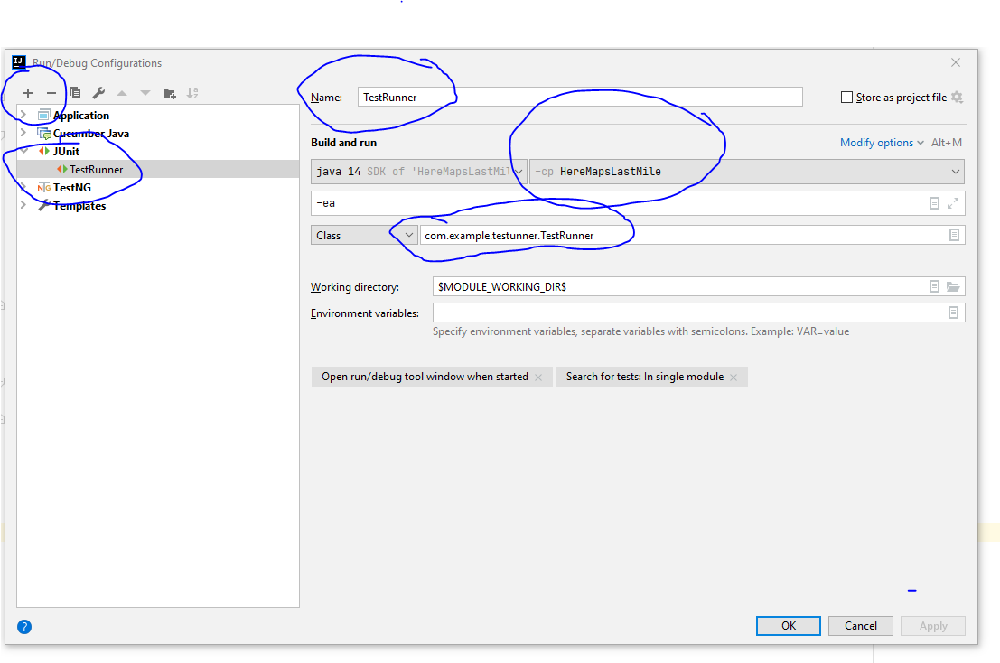 Run/Debug Configurations
Name: TestRunner
Store as project file
Application
Cucumber Java
JUnit
TestRunner
TestNG
Templates
Build and run
Modify options Alt+M
java 14 SDK of 'HereMapsLastMil
-cp HereMapsLastMile
-ea
Class com.example.testunner.TestRunner
Working directory: $MODULE_WORKING_DIR$
Environment variables:
Specify environment variables, separate variables with semicolons. Example: VAR=value
Open run/debug tool window when started
Search for tests: In single module
OK Cancel Apply